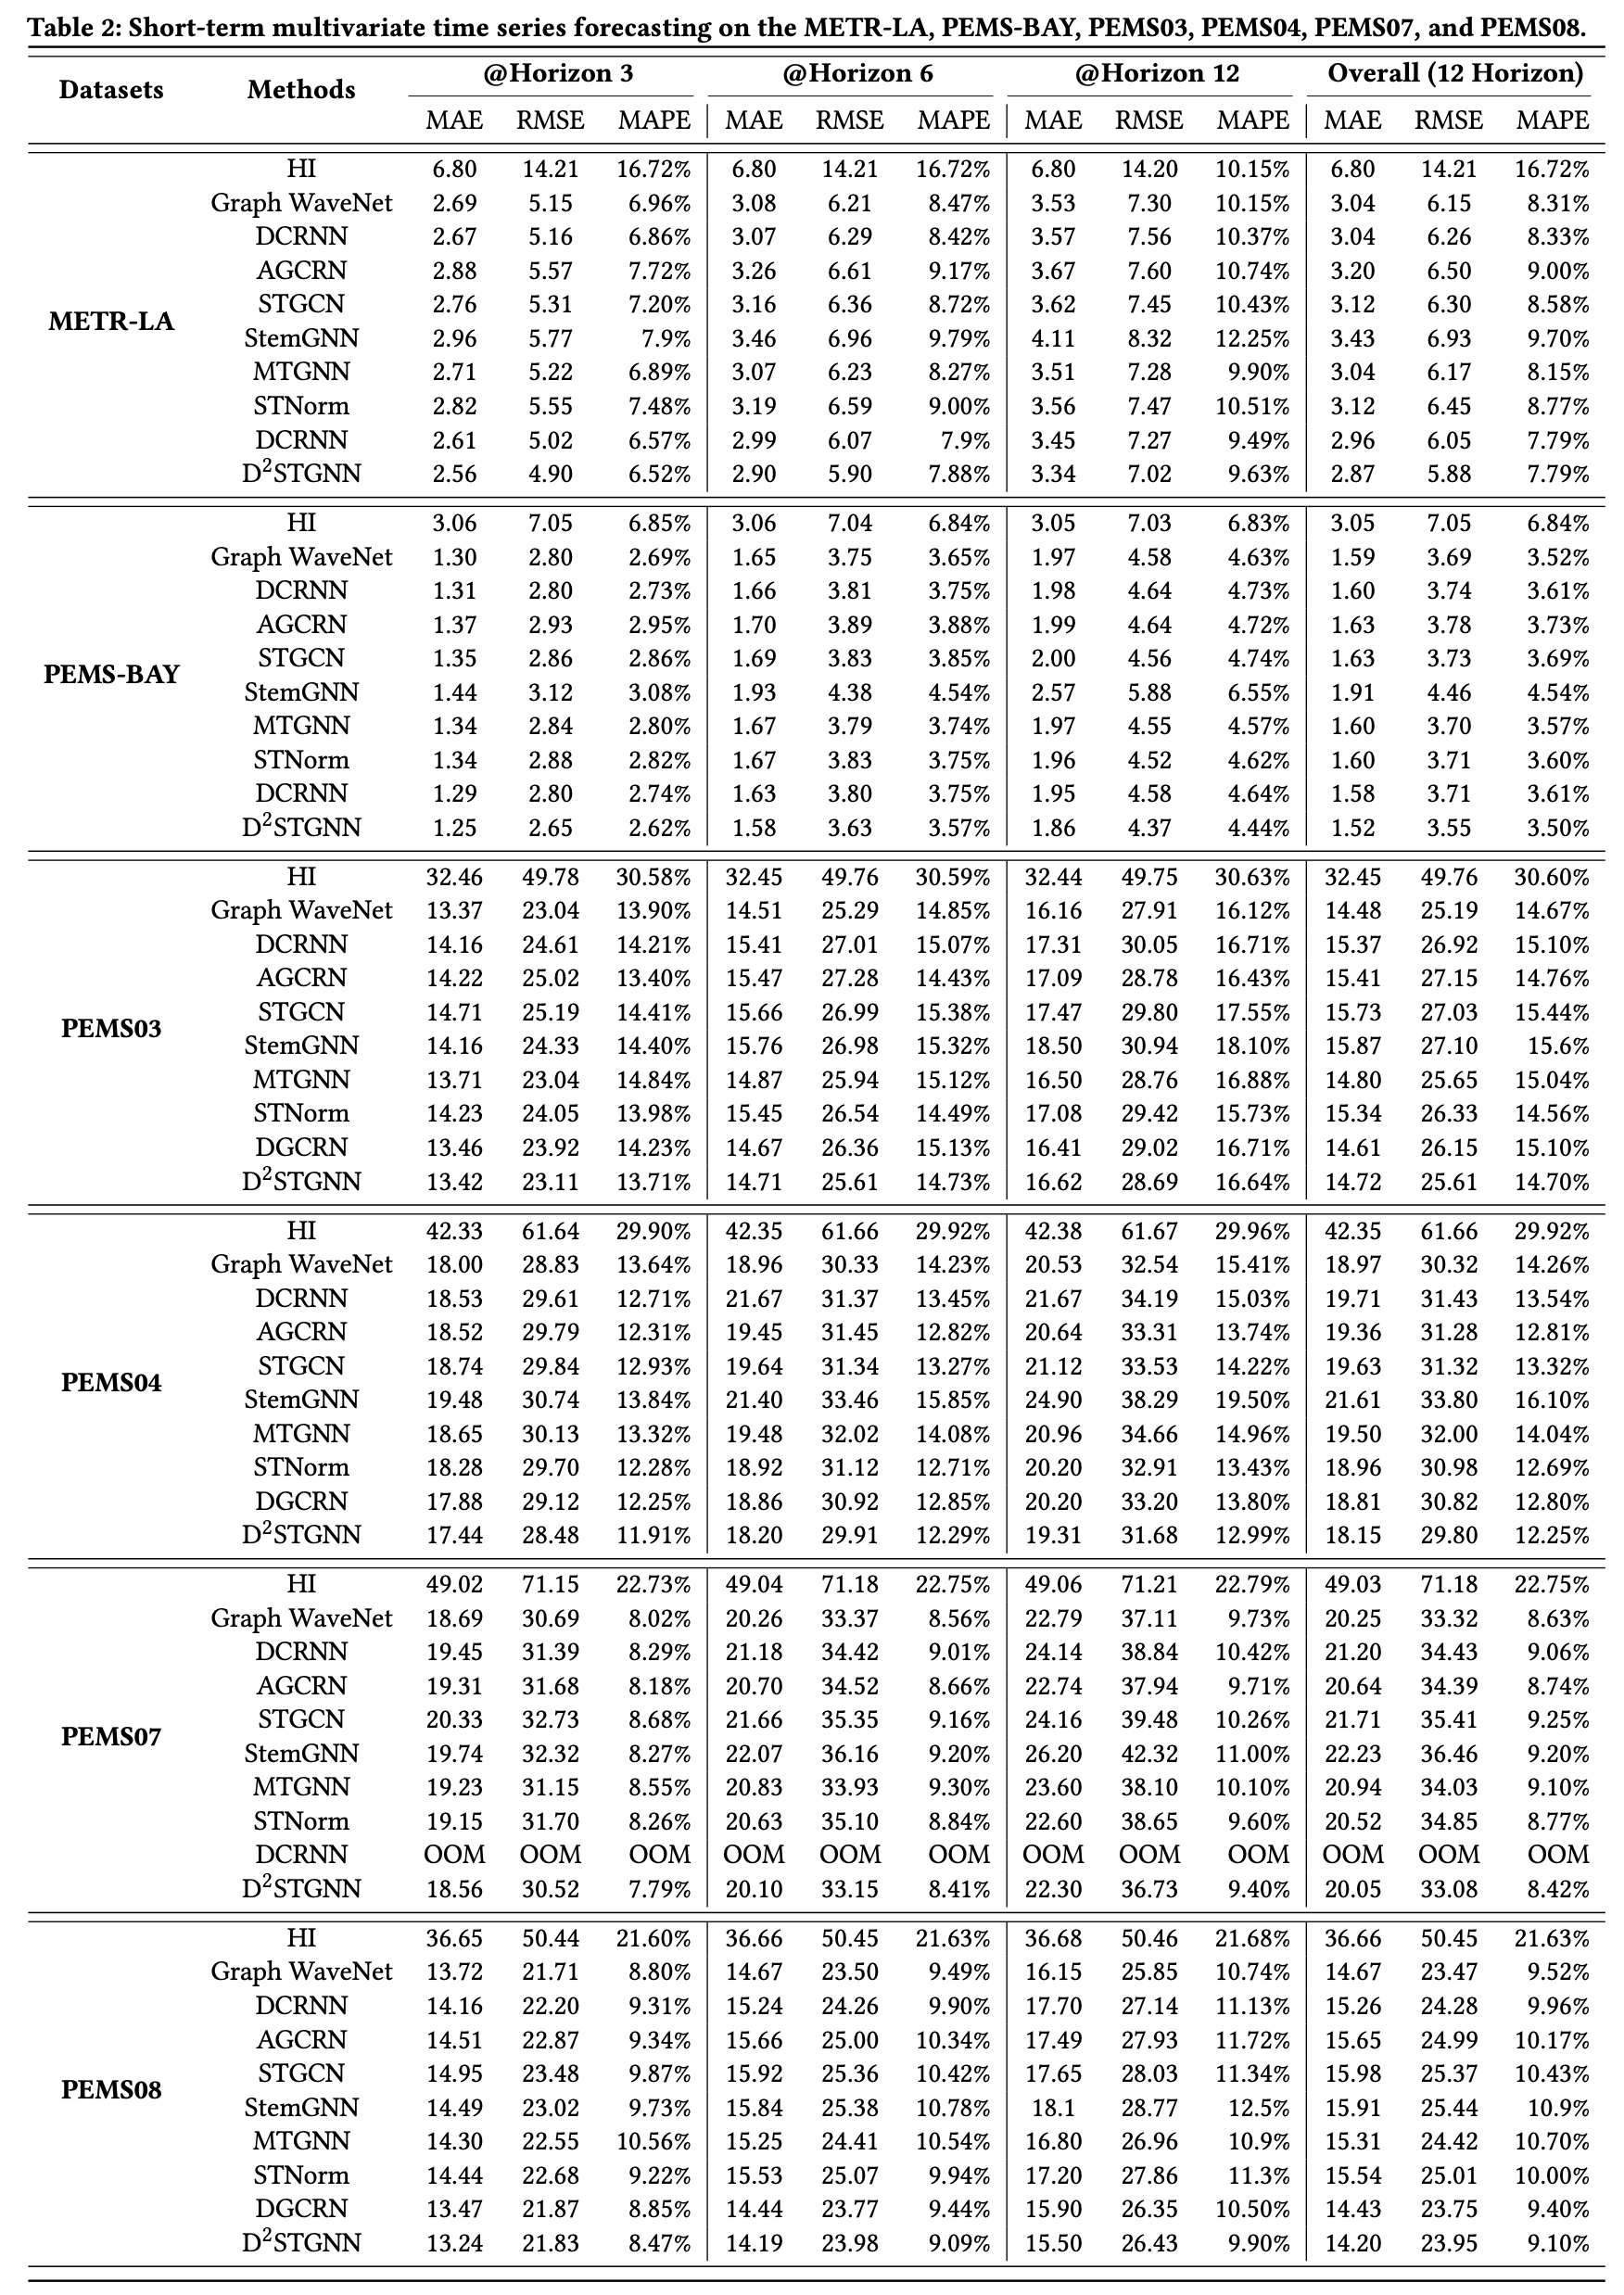 Table 2: Short-term multivariate time series forecasting on the METR-LA, PEMS-BAY, PEMS03, PEMS04, PEMS07, and PEMS08.
Datasets Methods @Horizon 3 @Horizon 6 @Horizon 12 Overall (12 Horizon)
MAE RMSE MAPE MAE RMSE MAPE MAE RMSE MAPE MAE RMSE MAPE
METR-LA
HI 6.80 14.21 16.72% 6.80 14.21 16.72% 6.80 14.20 10.15% 6.80 14.21 16.72%
Graph WaveNet 2.69 5.15 6.96% 3.08 6.21 8.47% 3.53 7.30 10.15% 3.04 6.15 8.31%
DCRNN 2.67 5.16 6.86% 3.07 6.29 8.42% 3.57 7.56 10.37% 3.04 6.26 8.33%
AGCRN 2.88 5.57 7.72% 3.26 6.61 9.17% 3.67 7.60 10.74% 3.20 6.50 9.00%
STGCN 2.76 5.31 7.20% 3.16 6.36 8.72% 3.62 7.45 10.43% 3.12 6.30 8.58%
StemGNN 2.96 5.77 7.9% 3.46 6.96 9.79% 4.11 8.32 12.25% 3.43 6.93 9.70%
MTGNN 2.71 5.22 6.89% 3.07 6.23 8.27% 3.51 7.28 9.90% 3.04 6.17 8.15%
STNorm 2.82 5.55 7.48% 3.19 6.59 9.00% 3.56 7.47 10.51% 3.12 6.45 8.77%
DCRNN 2.61 5.02 6.57% 2.99 6.07 7.9% 3.45 7.27 9.49% 2.96 6.05 7.79%
D²STGNN 2.56 4.90 6.52% 2.90 5.90 7.88% 3.34 7.02 9.63% 2.87 5.88 7.79%
PEMS-BAY
HI 3.06 7.05 6.85% 3.06 7.04 6.84% 3.05 7.03 6.83% 3.05 7.05 6.84%
Graph WaveNet 1.30 2.80 2.69% 1.65 3.75 3.65% 1.97 4.58 4.63% 1.59 3.69 3.52%
DCRNN 1.31 2.80 2.73% 1.66 3.81 3.75% 1.98 4.64 4.73% 1.60 3.74 3.61%
AGCRN 1.37 2.93 2.95% 1.70 3.89 3.88% 1.99 4.64 4.72% 1.63 3.78 3.73%
STGCN 1.35 2.86 2.86% 1.69 3.83 3.85% 2.00 4.56 4.74% 1.63 3.73 3.69%
StemGNN 1.44 3.12 3.08% 1.93 4.38 4.54% 2.57 5.88 6.55% 1.91 4.46 4.54%
MTGNN 1.34 2.84 2.80% 1.67 3.79 3.74% 1.97 4.55 4.57% 1.60 3.70 3.57%
STNorm 1.34 2.88 2.82% 1.67 3.83 3.75% 1.96 4.52 4.62% 1.60 3.71 3.60%
DCRNN 1.29 2.80 2.74% 1.63 3.80 3.75% 1.95 4.58 4.64% 1.58 3.71 3.61%
D²STGNN 1.25 2.65 2.62% 1.58 3.63 3.57% 1.86 4.37 4.44% 1.52 3.55 3.50%
PEMS03
HI 32.46 49.78 30.58% 32.45 49.76 30.59% 32.44 49.75 30.63% 32.45 49.76 30.60%
Graph WaveNet 13.37 23.04 13.90% 14.51 25.29 14.85% 16.16 27.91 16.12% 14.48 25.19 14.67%
DCRNN 14.16 24.61 14.21% 15.41 27.01 15.07% 17.31 30.05 16.71% 15.37 26.92 15.10%
AGCRN 14.22 25.02 13.40% 15.47 27.28 14.43% 17.09 28.78 16.43% 15.41 27.15 14.76%
STGCN 14.71 25.19 14.41% 15.66 26.99 15.38% 17.47 29.80 17.55% 15.73 27.03 15.44%
StemGNN 14.16 24.33 14.40% 15.76 26.98 15.32% 18.50 30.94 18.10% 15.87 27.10 15.6%
MTGNN 13.71 23.04 14.84% 14.87 25.94 15.12% 16.50 28.76 16.88% 14.80 25.65 15.04%
STNorm 14.23 24.05 13.98% 15.45 26.54 14.49% 17.08 29.42 15.73% 15.34 26.33 14.56%
DGCRN 13.46 23.92 14.23% 14.67 26.36 15.13% 16.41 29.02 16.71% 14.61 26.15 15.10%
D²STGNN 13.42 23.11 13.71% 14.71 25.61 14.73% 16.62 28.69 16.64% 14.72 25.61 14.70%
PEMS04
HI 42.33 61.64 29.90% 42.35 61.66 29.92% 42.38 61.67 29.96% 42.35 61.66 29.92%
Graph WaveNet 18.00 28.83 13.64% 18.96 30.33 14.23% 20.53 32.54 15.41% 18.97 30.32 14.26%
DCRNN 18.53 29.61 12.71% 21.67 31.37 13.45% 21.67 34.19 15.03% 19.71 31.43 13.54%
AGCRN 18.52 29.79 12.31% 19.45 31.45 12.82% 20.64 33.31 13.74% 19.36 31.28 12.81%
STGCN 18.74 29.84 12.93% 19.64 31.34 13.27% 21.12 33.53 14.22% 19.63 31.32 13.32%
StemGNN 19.48 30.74 13.84% 21.40 33.46 15.85% 24.90 38.29 19.50% 21.61 33.80 16.10%
MTGNN 18.65 30.13 13.32% 19.48 32.02 14.08% 20.96 34.66 14.96% 19.50 32.00 14.04%
STNorm 18.28 29.70 12.28% 18.92 31.12 12.71% 20.20 32.91 13.43% 18.96 30.98 12.69%
DGCRN 17.88 29.12 12.25% 18.86 30.92 12.85% 20.20 33.20 13.80% 18.81 30.82 12.80%
D²STGNN 17.44 28.48 11.91% 18.20 29.91 12.29% 19.31 31.68 12.99% 18.15 29.80 12.25%
PEMS07
HI 49.02 71.15 22.73% 49.04 71.18 22.75% 49.06 71.21 22.79% 49.03 71.18 22.75%
Graph WaveNet 18.69 30.69 8.02% 20.26 33.37 8.56% 22.79 37.11 9.73% 20.25 33.32 8.63%
DCRNN 19.45 31.39 8.29% 21.18 34.42 9.01% 24.14 38.84 10.42% 21.20 34.43 9.06%
AGCRN 19.31 31.68 8.18% 20.70 34.52 8.66% 22.74 37.94 9.71% 20.64 34.39 8.74%
STGCN 20.33 32.73 8.68% 21.66 35.35 9.16% 24.16 39.48 10.26% 21.71 35.41 9.25%
StemGNN 19.74 32.32 8.27% 22.07 36.16 9.20% 26.20 42.32 11.00% 22.23 36.46 9.20%
MTGNN 19.23 31.15 8.55% 20.83 33.93 9.30% 23.60 38.10 10.10% 20.94 34.03 9.10%
STNorm 19.15 31.70 8.26% 20.63 35.10 8.84% 22.60 38.65 9.60% 20.52 34.85 8.77%
DCRNN OOM OOM OOM OOM OOM OOM OOM OOM OOM OOM OOM OOM
D²STGNN 18.56 30.52 7.79% 20.10 33.15 8.41% 22.30 36.73 9.40% 20.05 33.08 8.42%
PEMS08
HI 36.65 50.44 21.60% 36.66 50.45 21.63% 36.68 50.46 21.68% 36.66 50.45 21.63%
Graph WaveNet 13.72 21.71 8.80% 14.67 23.50 9.49% 16.15 25.85 10.74% 14.67 23.47 9.52%
DCRNN 14.16 22.20 9.31% 15.24 24.26 9.90% 17.70 27.14 11.13% 15.26 24.28 9.96%
AGCRN 14.51 22.87 9.34% 15.66 25.00 10.34% 17.49 27.93 11.72% 15.65 24.99 10.17%
STGCN 14.95 23.48 9.87% 15.92 25.36 10.42% 17.65 28.03 11.34% 15.98 25.37 10.43%
StemGNN 14.49 23.02 9.73% 15.84 25.38 10.78% 18.1 28.77 12.5% 15.91 25.44 10.9%
MTGNN 14.30 22.55 10.56% 15.25 24.41 10.54% 16.80 26.96 10.9% 15.31 24.42 10.70%
STNorm 14.44 22.68 9.22% 15.53 25.07 9.94% 17.20 27.86 11.3% 15.54 25.01 10.00%
DGCRN 13.47 21.87 8.85% 14.44 23.77 9.44% 15.90 26.35 10.50% 14.43 23.75 9.40%
D²STGNN 13.24 21.83 8.47% 14.19 23.98 9.09% 15.50 26.43 9.90% 14.20 23.95 9.10%